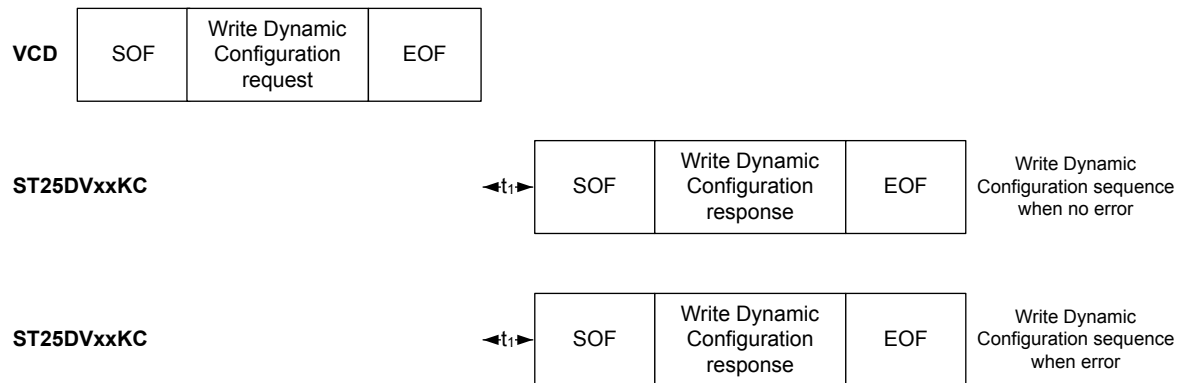 VCD
SOF
Write Dynamic
Configuration
request
EOF
ST25DVxxKC
t1
SOF
Write Dynamic
Configuration
response
EOF
Write Dynamic
Configuration sequence
when no error
ST25DVxxKC
t1
SOF
Write Dynamic
Configuration
response
EOF
Write Dynamic
Configuration sequence
when error